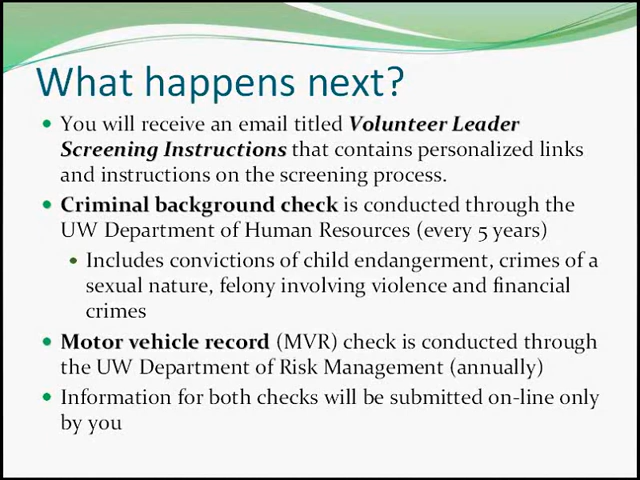 What happens next?
• You will receive an email titled Volunteer Leader
Screening Instructions that contains personalized links
and instructions on the screening process.
• Criminal background check is conducted through the
UW Department of Human Resources (every 5 years)
• Includes convictions of child endangerment, crimes of a
sexual nature, felony involving violence and financial
crimes
• Motor vehicle record (MVR) check is conducted through
the UW Department of Risk Management (annually)
• Information for both checks will be submitted on-line only
by you